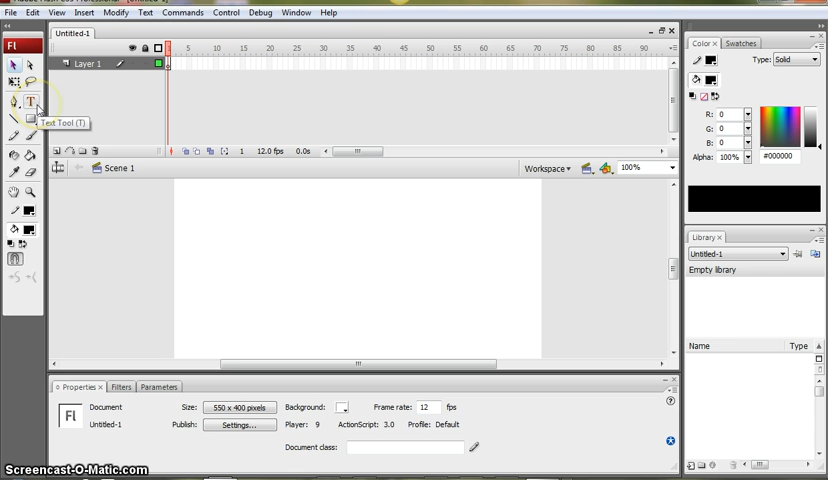 File Edit View Insert Modify Text Commands Control Debug Window Help
Untitled-1
Fl
Layer 1
1 5 10 15 20 25 30 35 40 45 50 55 60 65 70 75 80 85 90
T
Text Tool (T)
1 12.0 fps 0.0s
Scene 1
Workspace
100%
Color Swatches
Type: Solid
R: 0
G: 0
B: 0
Alpha: 100% #000000
Library
Untitled-1
Empty library
Name Type
Properties Filters Parameters
Fl
Document
Untitled-1
Size: 550 x 400 pixels
Background:
Frame rate: 12 fps
Publish: Settings...
Player: 9
ActionScript: 3.0
Profile: Default
Document class:
Screencast-O-Matic.com